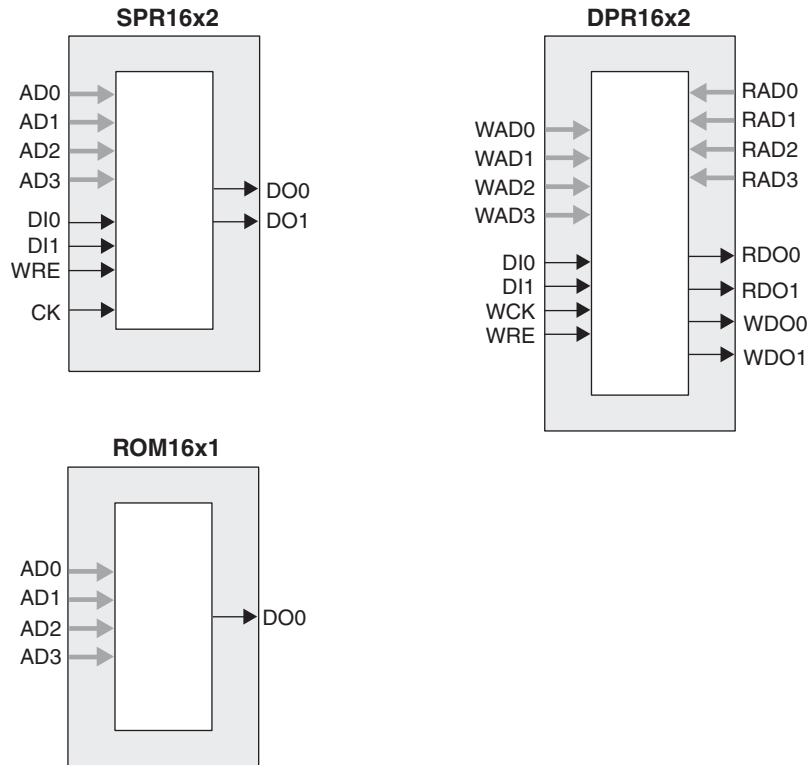 SPR16x2
AD0
AD1
AD2
AD3
DI0
DI1
WRE
CK
DO0
DO1
DPR16x2
WAD0
WAD1
WAD2
WAD3
DI0
DI1
WCK
WRE
RAD0
RAD1
RAD2
RAD3
RDO0
RDO1
WDO0
WDO1
ROM16x1
AD0
AD1
AD2
AD3
DO0